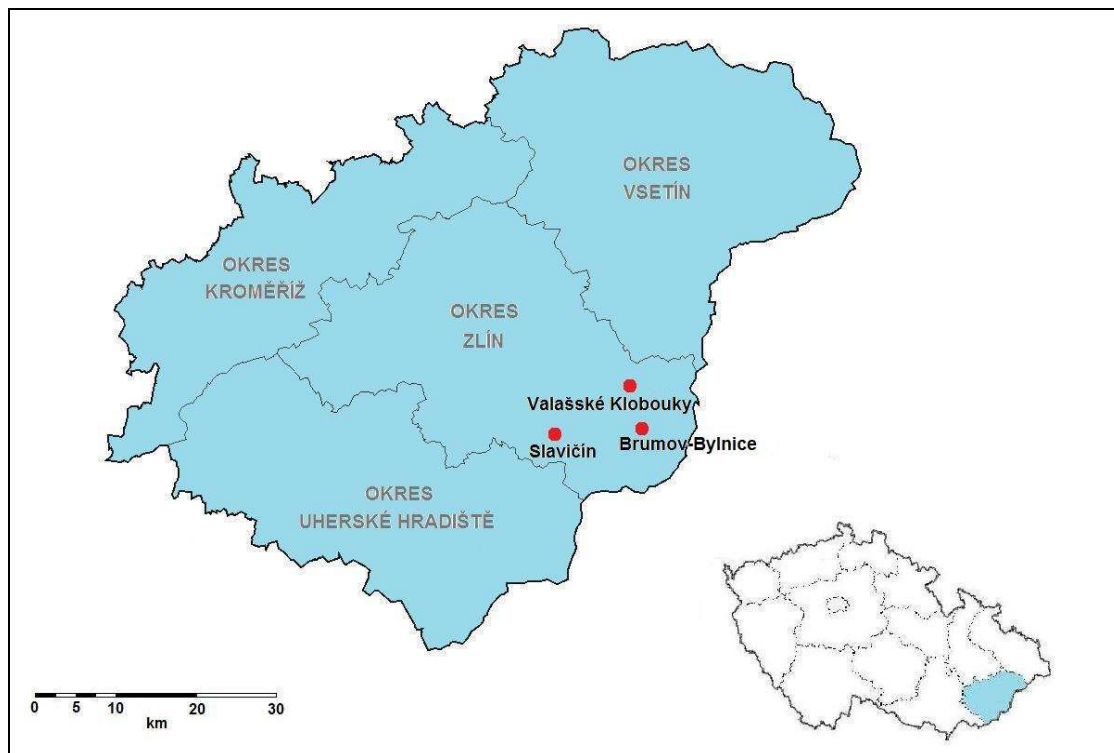 OKRES
VSETÍN
OKRES
KROMĚŘÍŽ
OKRES
ZLÍN
Valašské Klobouky
Slavičín
Brumov-Bylnice
OKRES
UHERSKÉ HRADIŠTĚ
0 5 10 20 30
km